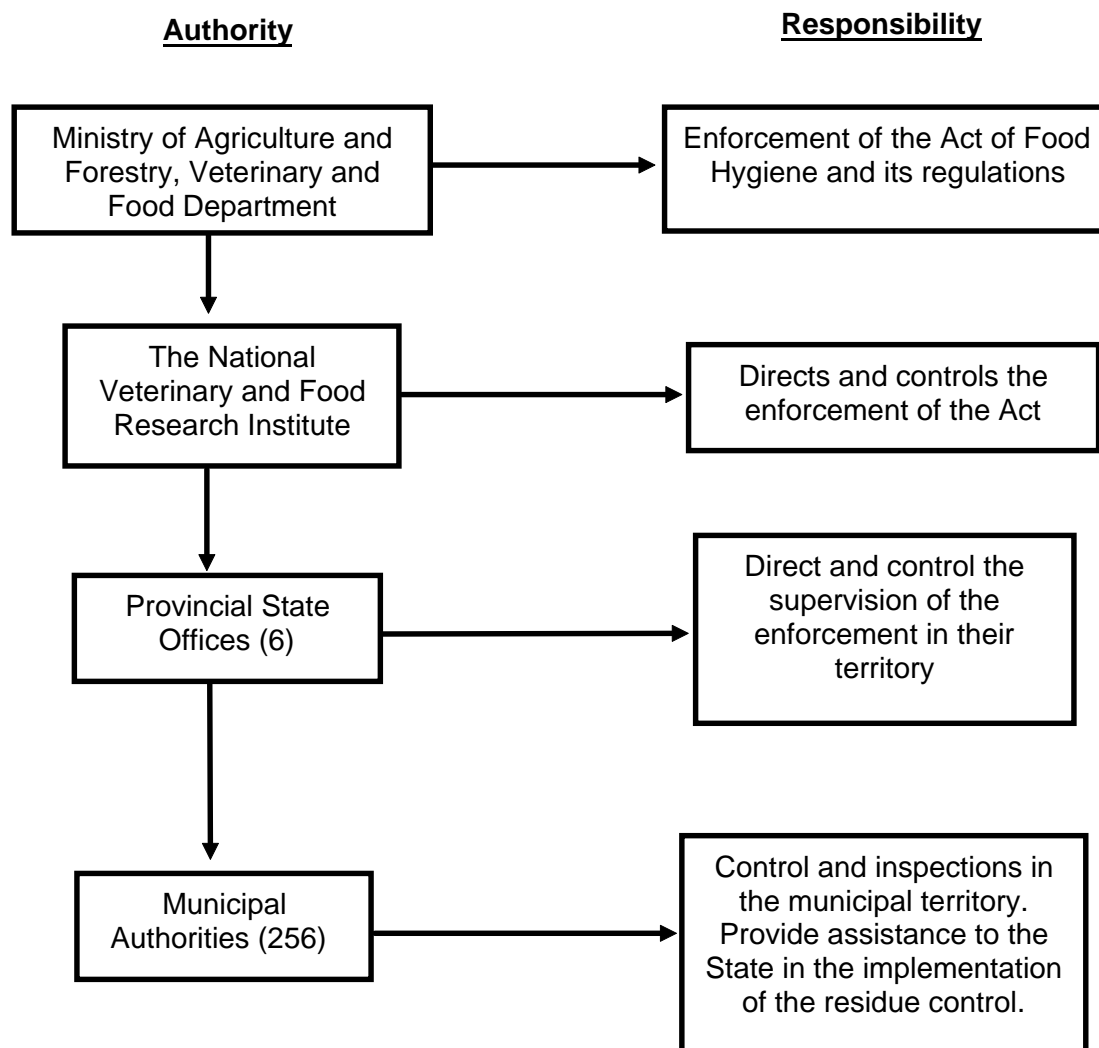 Authority
Responsibility
Ministry of Agriculture and
Forestry, Veterinary and
Food Department
Enforcement of the Act of Food
Hygiene and its regulations
The National
Veterinary and Food
Research Institute
Directs and controls the
enforcement of the Act
Provincial State
Offices (6)
Direct and control the
supervision of the
enforcement in their
territory
Municipal
Authorities (256)
Control and inspections in
the municipal territory.
Provide assistance to the
State in the implementation
of the residue control.